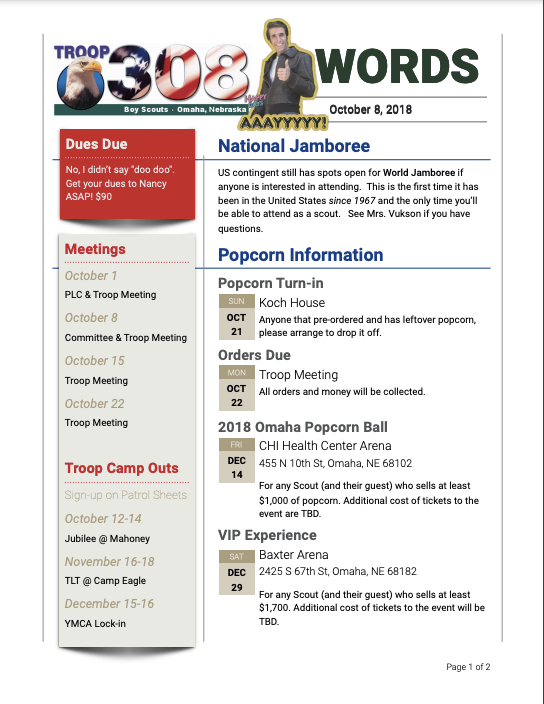 TROOP 308 WORDS
Boy Scouts - Omaha, Nebraska
AAAYYYYY!
October 8, 2018
Dues Due
No, I didn't say "doo doo".
Get your dues to Nancy
ASAP! $90
Meetings
October 1
PLC & Troop Meeting
October 8
Committee & Troop Meeting
October 15
Troop Meeting
October 22
Troop Meeting
Troop Camp Outs
Sign-up on Patrol Sheets
October 12-14
Jubilee @ Mahoney
November 16-18
TLT @ Camp Eagle
December 15-16
YMCA Lock-in
National Jamboree
US contingent still has spots open for World Jamboree if
anyone is interested in attending. This is the first time it has
been in the United States since 1967 and the only time you'll
be able to attend as a scout. See Mrs. Vukson if you have
questions.
Popcorn Information
Popcorn Turn-in
SUN
OCT
21
Koch House
Anyone that pre-ordered and has leftover popcorn,
please arrange to drop it off.
Orders Due
MON
OCT
22
Troop Meeting
All orders and money will be collected.
2018 Omaha Popcorn Ball
FRI
DEC
14
CHI Health Center Arena
455 N 10th St, Omaha, NE 68102
For any Scout (and their guest) who sells at least
$1,000 of popcorn. Additional cost of tickets to the
event are TBD.
VIP Experience
SAT
DEC
29
Baxter Arena
2425 S 67th St, Omaha, NE 68182
For any Scout (and their guest) who sells at least
$1,700. Additional cost of tickets to the event will be
TBD.
Page 1 of 2